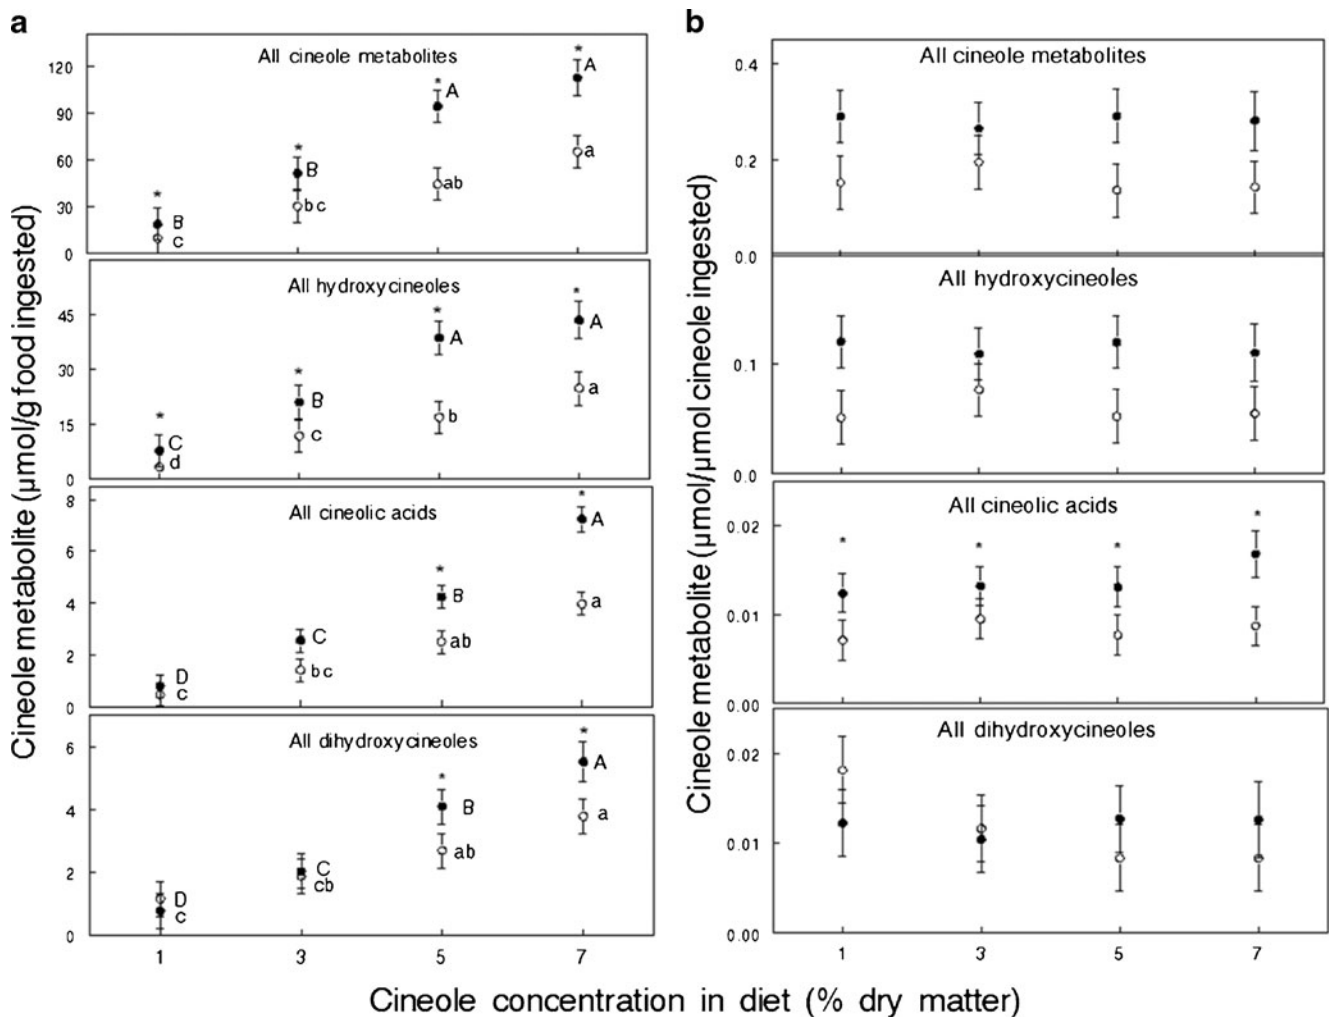 a
b
Cineole metabolite (µmol/g food ingested)
All cineole metabolites
120
90
60
30
0
*
B
c
*
B
bc
*
A
ab
*
A
a
All hydroxycineoles
45
30
15
0
*
C
d
*
B
c
*
A
b
*
A
a
All cineolic acids
8
6
4
2
0
D
c
C
bc
*
B
ab
*
A
a
All dihydroxycineoles
6
4
2
0
D
c
C
cb
*
B
ab
*
A
a
1 3 5 7
Cineole metabolite (µmol/µmol cineole ingested)
All cineole metabolites
0.4
0.2
0.0
All hydroxycineoles
0.1
0.0
All cineolic acids
0.02
0.01
0.00
*
*
*
*
All dihydroxycineoles
0.02
0.01
0.00
1 3 5 7
Cineole concentration in diet (% dry matter)